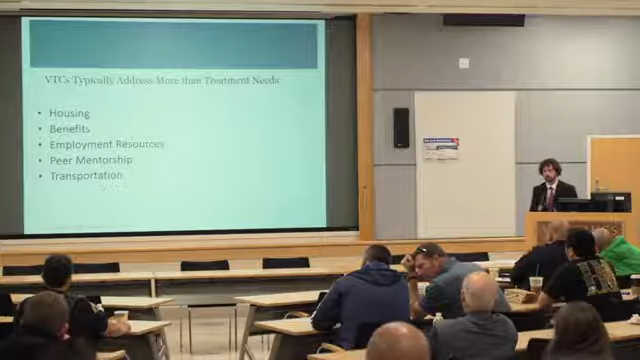 VTCs Typically Address More than Treatment Needs
• Housing
• Benefits
• Employment Resources
• Peer Mentorship
• Transportation